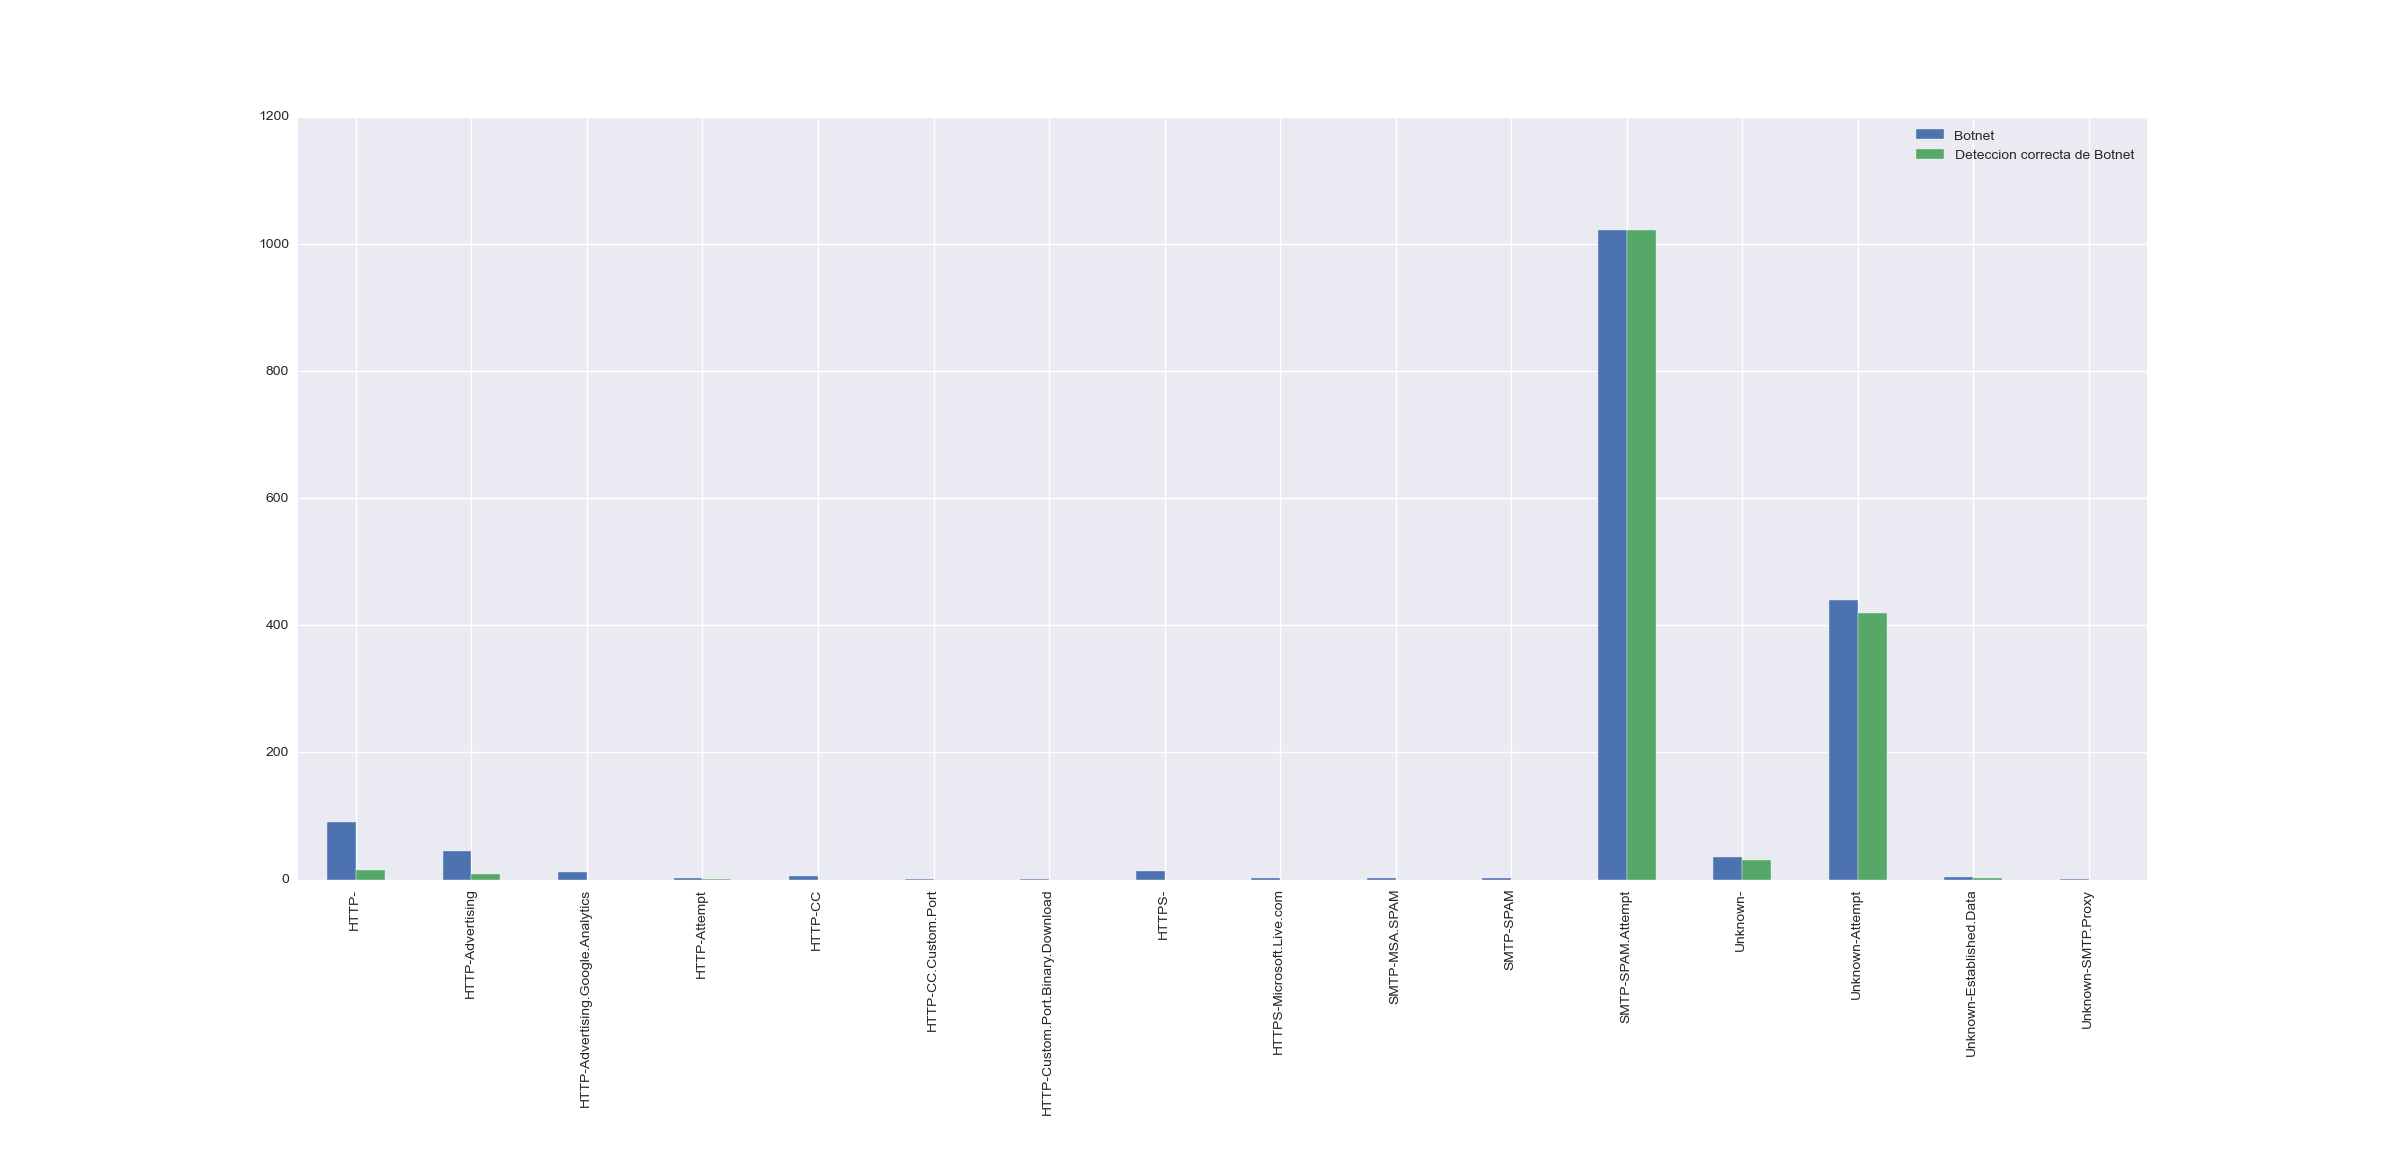 1200
1000
800
600
400
200
0
Botnet
Deteccion correcta de Botnet
HTTP-
HTTP-Advertising
HTTP-Advertising.Google.Analytics
HTTP-Attempt
HTTP-CC
HTTP-CC.Custom.Port
HTTP-Custom.Port.Binary.Download
HTTPS-
HTTPS-Microsoft.Live.com
SMTP-MSA.SPAM
SMTP-SPAM
SMTP-SPAM.Attempt
Unknown-
Unknown-Attempt
Unknown-Established.Data
Unknown-SMTP.Proxy